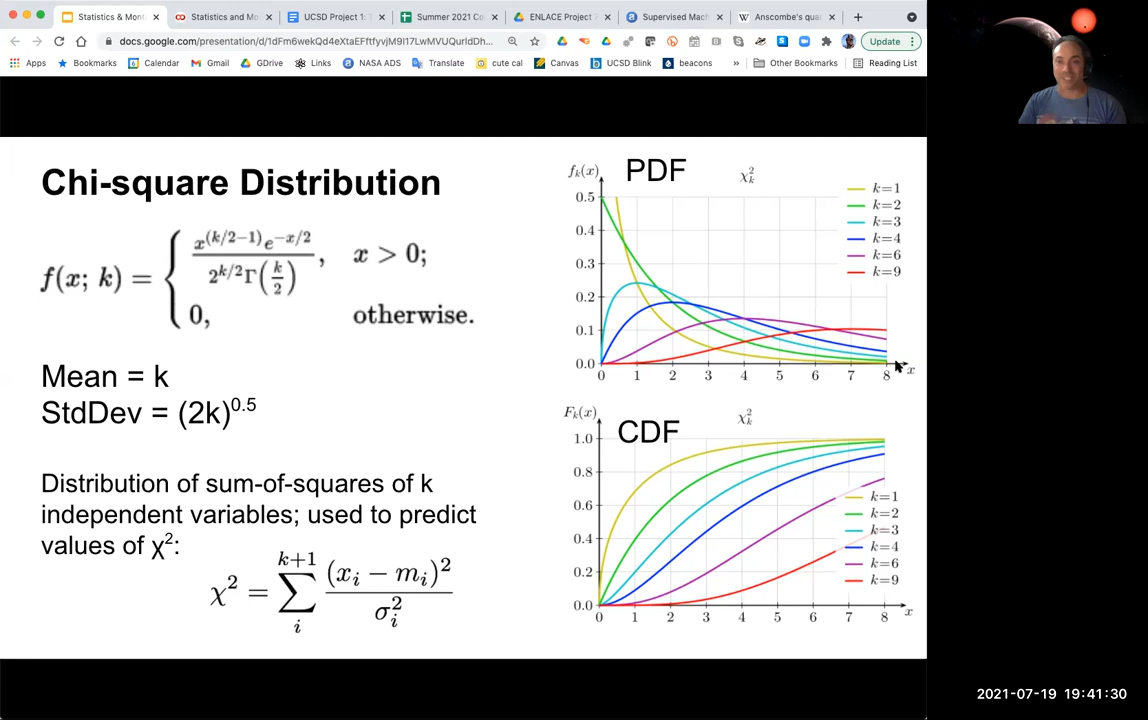 Statistics & Mont
Statistics and Mo
UCSD Project 1: T
Summer 2021 Co
ENLACE Project
Supervised Mach
Anscombe's qua
docs.google.com/presentation/d/1dFm6wekQd4eXtaEFftfyvjM9I17LwMVUQurIdDh...
Update
Apps
Bookmarks
Calendar
Gmail
GDrive
Links
NASA ADS
Translate
cute cal
Canvas
UCSD Blink
beacons
»
Other Bookmarks
Reading List
Chi-square Distribution
f(x; k) = { x^(k/2−1) e^−x/2 / 2^k/2 Γ(k/2), x > 0;
0, otherwise.
Mean = k
StdDev = (2k)^0.5
Distribution of sum-of-squares of k
independent variables; used to predict
values of χ²:
χ² = ∑_i^k+1 (x_i − m_i)² / σ_i²
f_k(x)
PDF
χ²_k
0.5
0.4
0.3
0.2
0.1
0.0
0 1 2 3 4 5 6 7 8 x
k=1
k=2
k=3
k=4
k=6
k=9
F_k(x)
CDF
χ²_k
1.0
0.8
0.6
0.4
0.2
0.0
0 1 2 3 4 5 6 7 8 x
k=1
k=2
k=3
k=4
k=6
k=9
2021-07-19 19:41:30